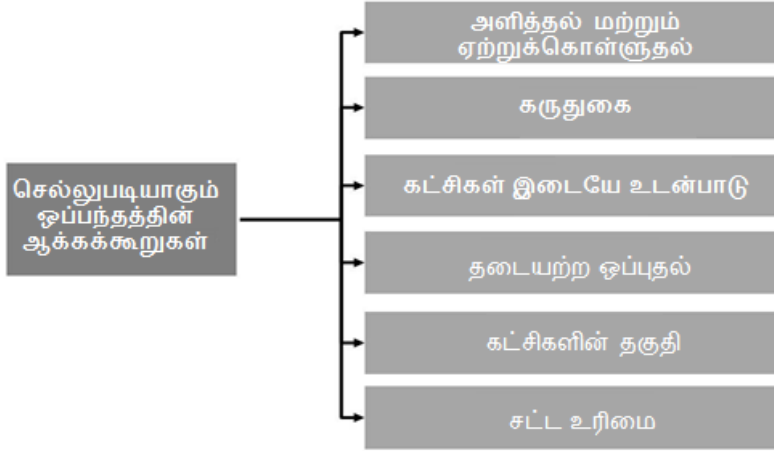 அளித்தல் மற்றும்
ஏற்றுக்கொள்ளுதல்
கருதுகை
செல்லுபடியாகும்
ஒப்பந்தத்தின்
ஆக்கக்கூறுகள்
கட்சிகள் இடையே உடன்பாடு
தடையற்ற ஒப்புதல்
கட்சிகளின் தகுதி
சட்ட உரிமை